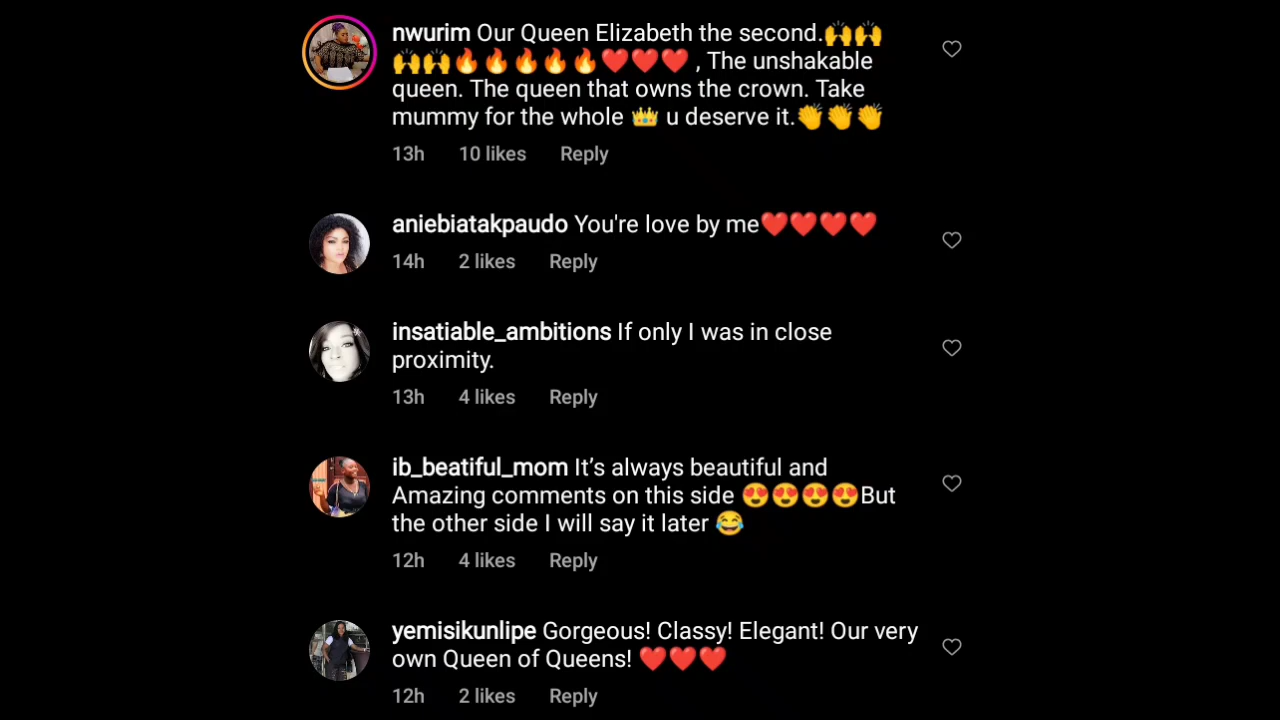 nwurim Our Queen Elizabeth the second.🙌🙌
🙌🙌🔥🔥🔥🔥🔥❤️❤️❤️ , The unshakable
queen. The queen that owns the crown. Take
mummy for the whole 👑 u deserve it.👏👏👏
13h 10 likes Reply
aniebiatakpaudo You're love by me❤️❤️❤️❤️
14h 2 likes Reply
insatiable_ambitions If only I was in close
proximity.
13h 4 likes Reply
ib_beatiful_mom It’s always beautiful and
Amazing comments on this side 😍😍😍😍But
the other side I will say it later 😂
12h 4 likes Reply
yemisikunlipe Gorgeous! Classy! Elegant! Our very
own Queen of Queens! ❤️❤️❤️
12h 2 likes Reply